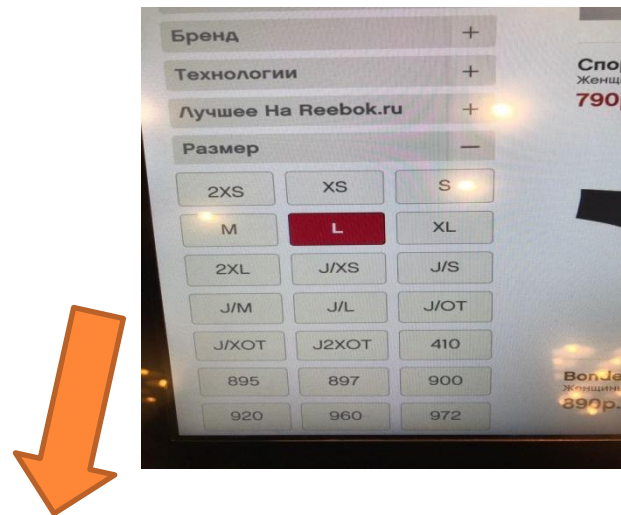 Бренд +
Технологии +
Лучшее На Reebok.ru +
Размер —
2XS XS S
M L XL
2XL J/XS J/S
J/M J/L J/OT
J/XOT J2XOT 410
895 897 900
920 960 972
790
890р.